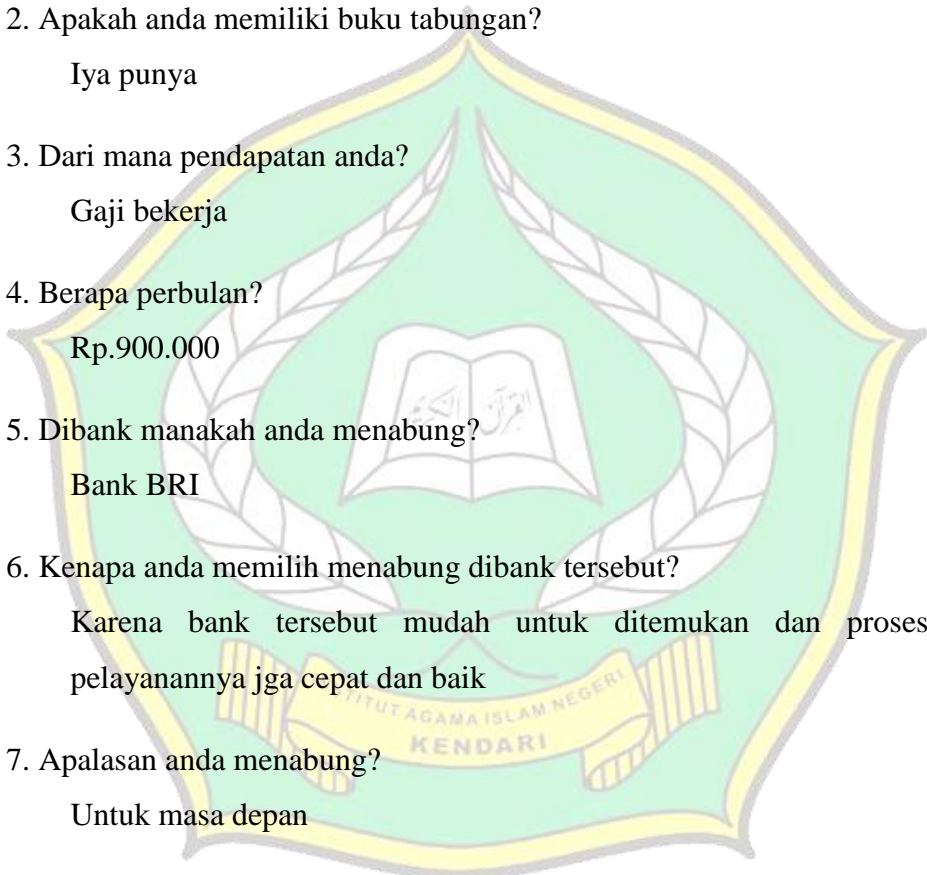 2. Apakah anda memiliki buku tabungan?
Iya punya
3. Dari mana pendapatan anda?
Gaji bekerja
4. Berapa perbulan?
Rp.900.000
5. Dibank manakah anda menabung?
Bank BRI
6. Kenapa anda memilih menabung dibank tersebut?
Karena bank tersebut mudah untuk ditemukan dan proses
pelayanannya jga cepat dan baik
INSTITUT AGAMA ISLAM NEGERI
KENDARI
7. Apalasan anda menabung?
Untuk masa depan